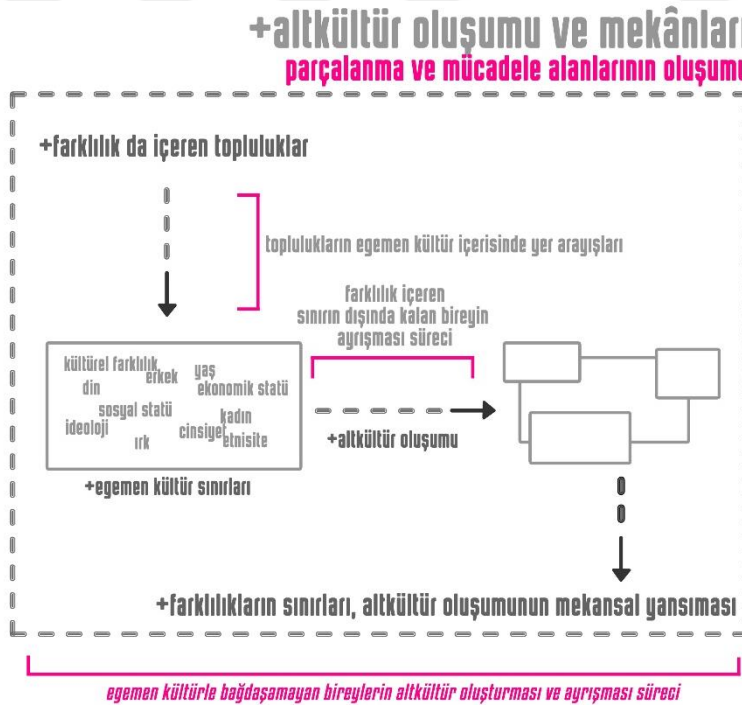 +altkültür oluşumu ve mekânları
parçalanma ve mücadele alanlarının oluşumu
+farklılık da içeren topluluklar
toplulukların egemen kültür içerisinde yer arayışları
farklılık içeren
sınırın dışında kalan bireyin
ayrışması süreci
kültürel farklılık
erkek
yaş
din
ekonomik statü
sosyal statü
kadın
ideoloji
cinsiyet
ırk
etnisite
+egemen kültür sınırları
+altkültür oluşumu
+farklılıkların sınırları, altkültür oluşumunun mekansal yansıması
egemen kültürle bağdaşamayan bireylerin altkültür oluşturması ve ayrışması süreci